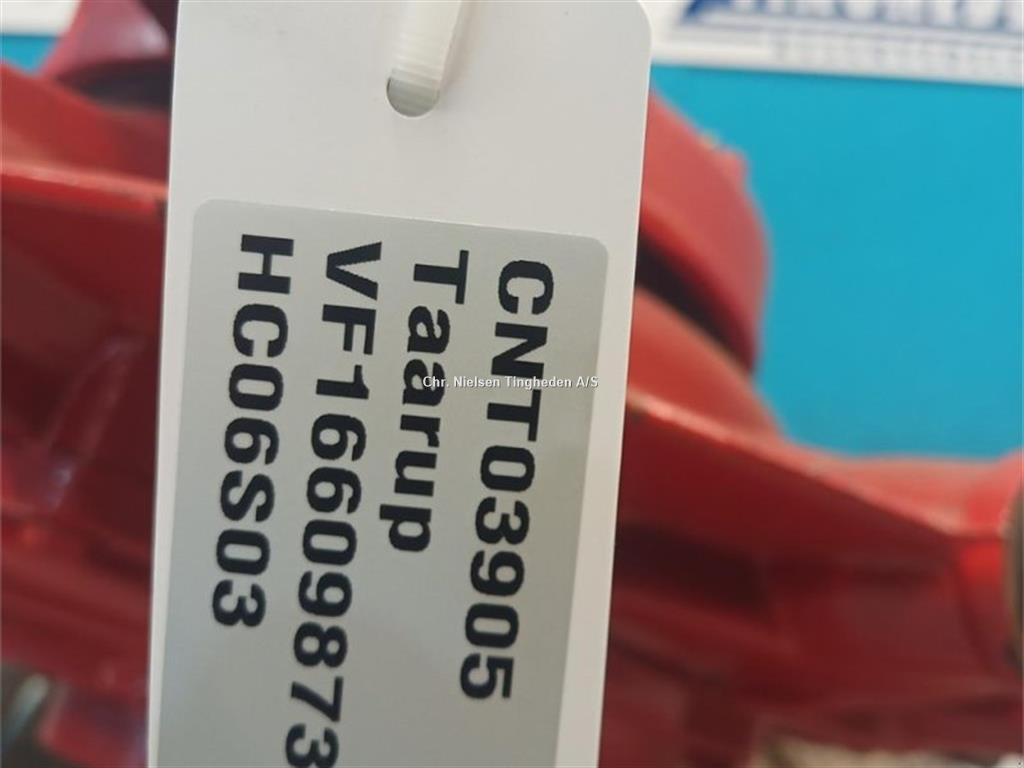 CNT03905
Taarup
VF16609873
HC06S03
Chr. Nielsen Tingheden A/S